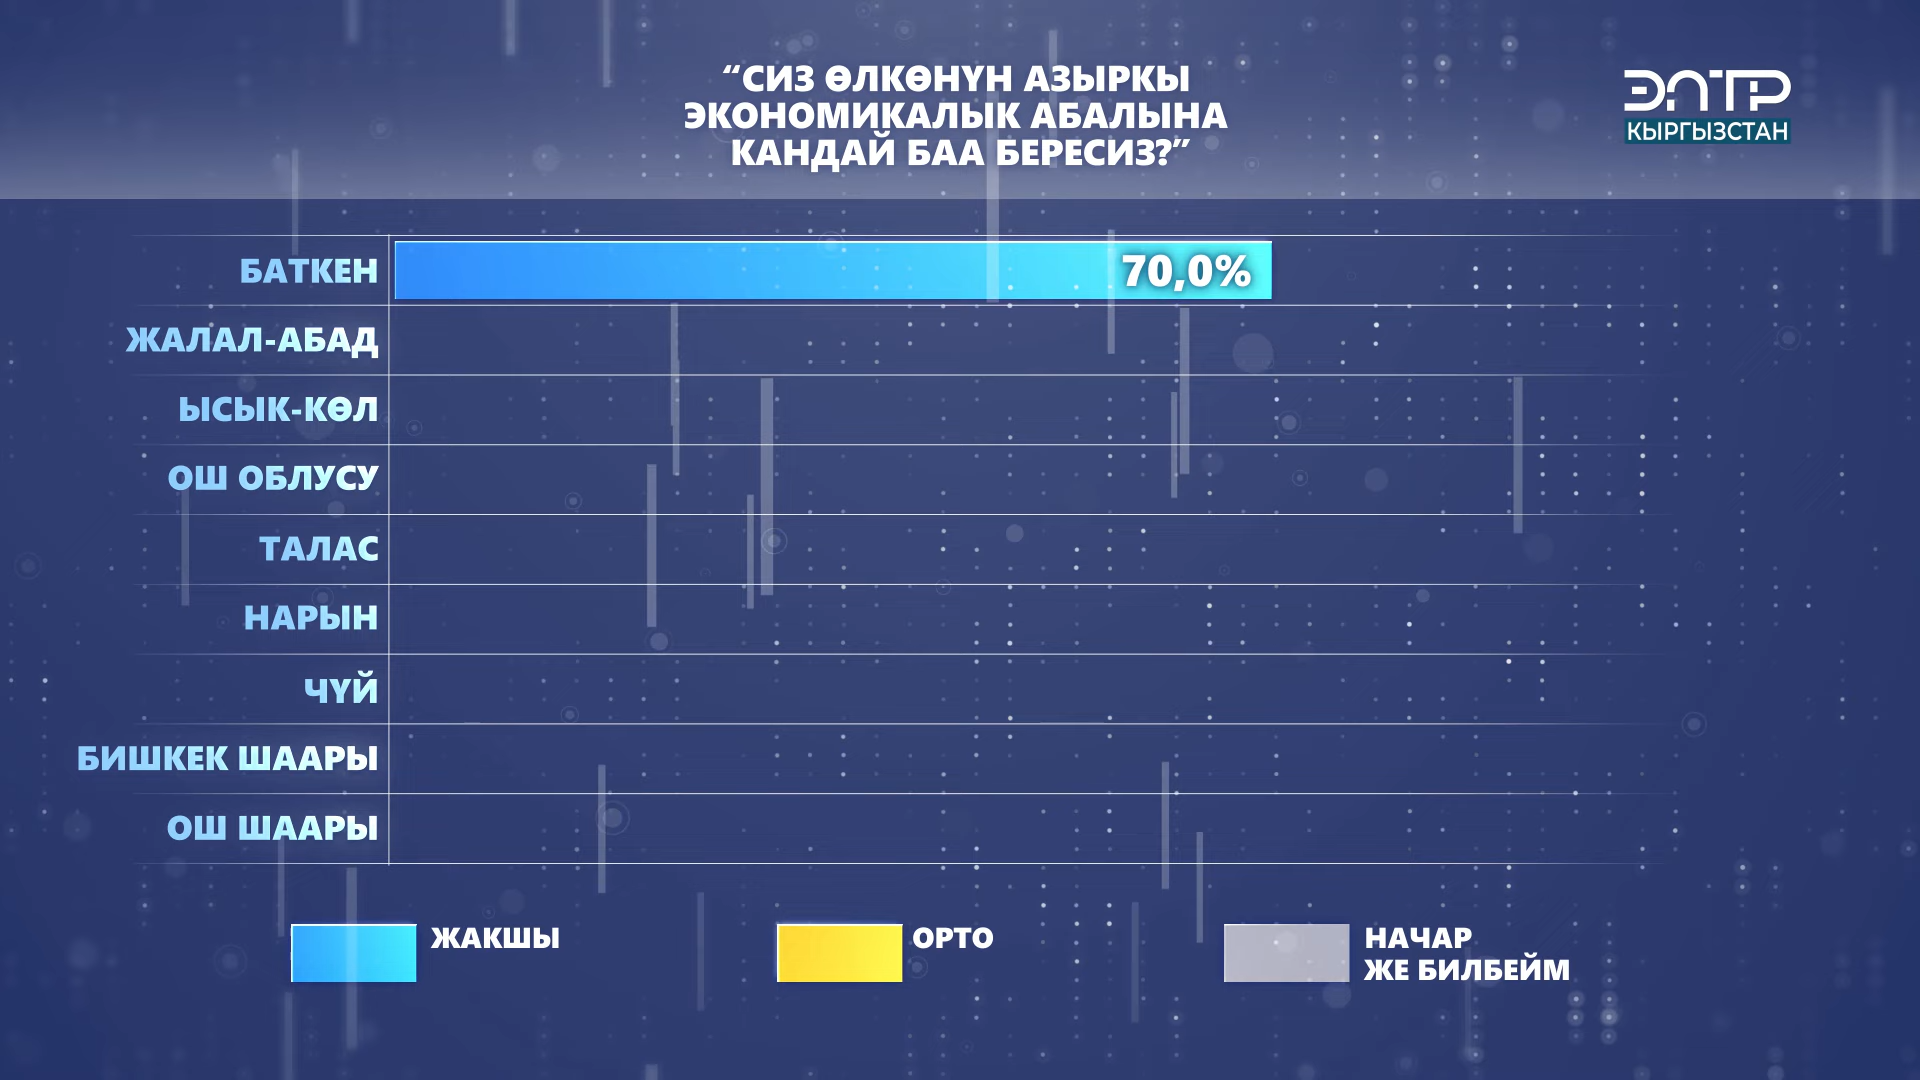 “СИЗ ӨЛКӨНҮН АЗЫРКЫ
ЭКОНОМИКАЛЫК АБАЛЫНА
КАНДАЙ БАА БЕРЕСИЗ?”
ЭЛТР
КЫРГЫЗСТАН
БАТКЕН
70,0%
ЖАЛАЛ-АБАД
ЫСЫК-КӨЛ
ОШ ОБЛУСУ
ТАЛАС
НАРЫН
ЧҮЙ
БИШКЕК ШААРЫ
ОШ ШААРЫ
ЖАКШЫ
ОРТО
НАЧАР
ЖЕ БИЛБЕЙМ